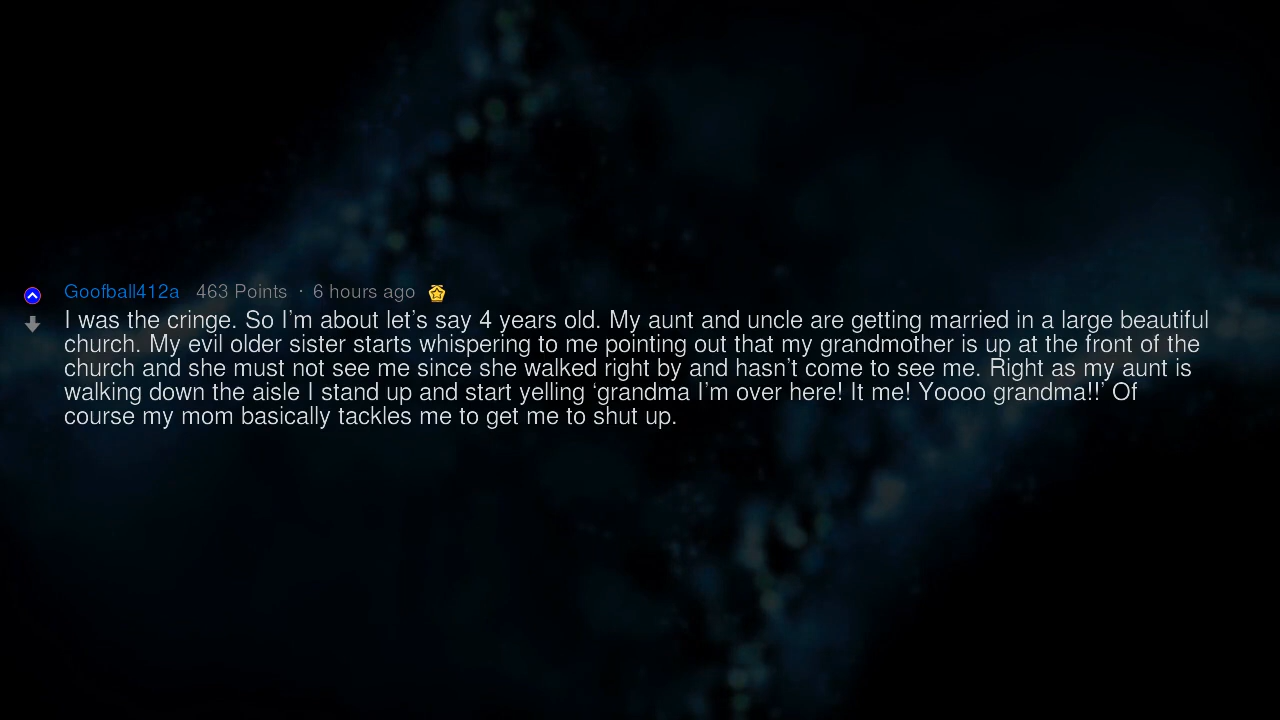 Goofball412a 463 Points · 6 hours ago
I was the cringe. So I’m about let’s say 4 years old. My aunt and uncle are getting married in a large beautiful
church. My evil older sister starts whispering to me pointing out that my grandmother is up at the front of the
church and she must not see me since she walked right by and hasn’t come to see me. Right as my aunt is
walking down the aisle I stand up and start yelling ‘grandma I’m over here! It me! Yoooo grandma!!’ Of
course my mom basically tackles me to get me to shut up.